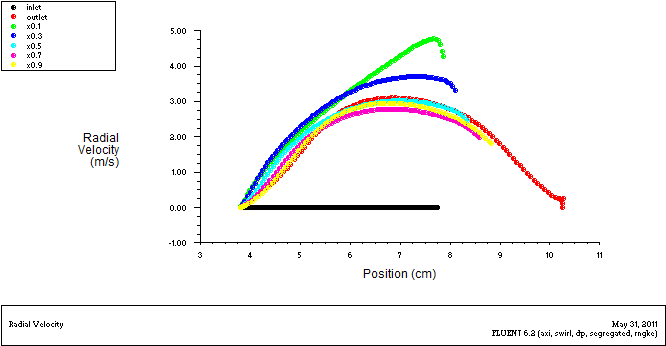 inlet
outlet
x0.1
x0.3
x0.5
x0.7
x0.9
5.00
4.00
3.00
2.00
1.00
0.00
-1.00
Radial
Velocity
(m/s)
3
4
5
6
7
8
9
10
11
Position (cm)
Radial Velocity
May 31, 2011
FLUENT 6.2 (axi, swirl, dp, segregated, rngke)